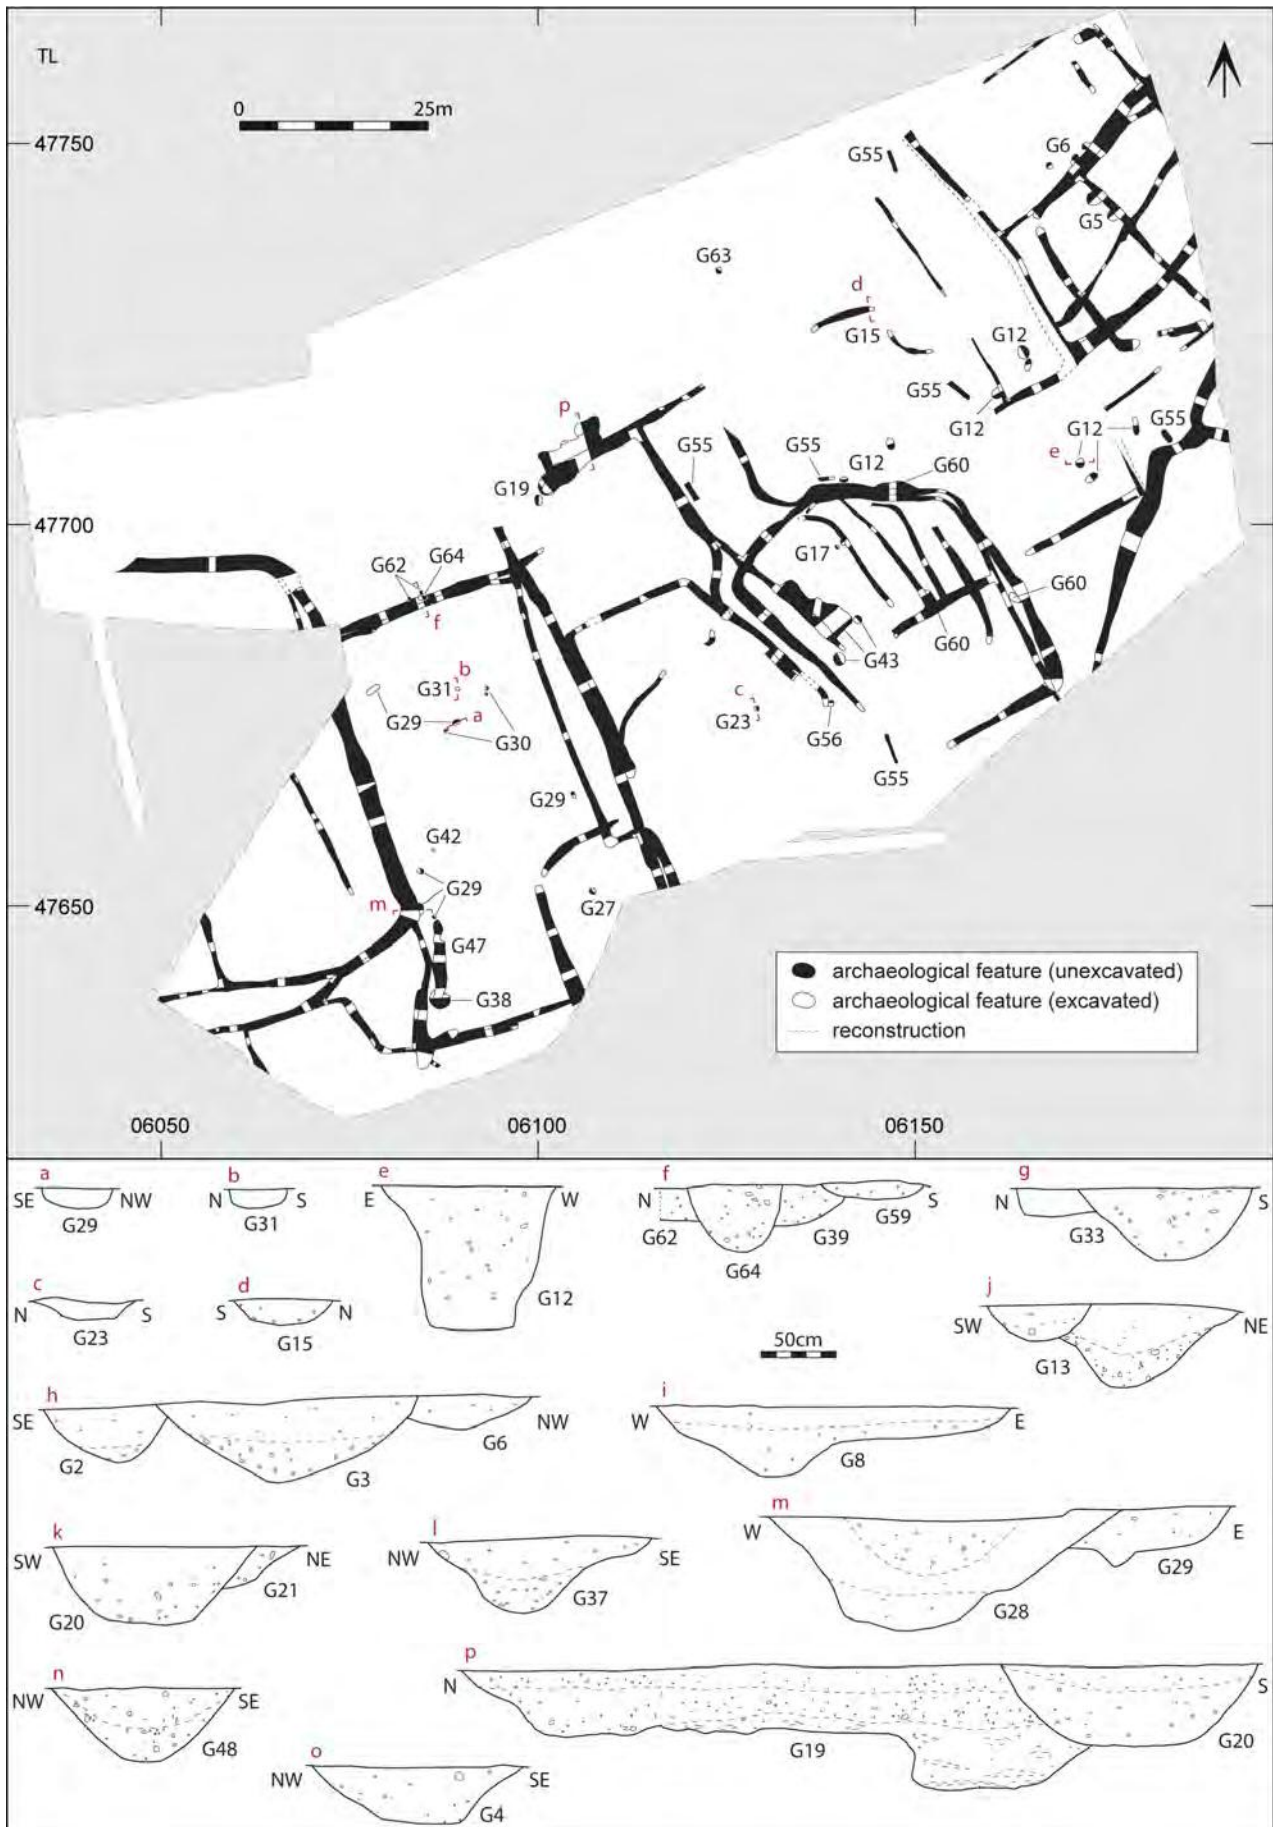 TL
0 25m
47750
G55
G6
G5
G63
d
G15
G12
G55
G12
p
G12
G55
e
G55
G55
G12
G60
G19
47700
G17
G62
G64
f
G60
G60
G43
b
G31
c
G23
G29
a
G30
G56
G55
G29
G42
G29
m
G27
47650
G47
G38
archaeological feature (unexcavated)
archaeological feature (excavated)
reconstruction
06050
06100
06150
a
SE NW
G29
b
N S
G31
e
E W
G12
f
N S
G62
G64
G39
G59
g
N S
G33
c
N S
G23
d
S N
G15
50cm
j
SW NE
G13
h
SE NW
G2
G3
G6
i
W E
G8
k
SW NE
G20
G21
l
NW SE
G37
m
W E
G28
G29
n
NW SE
G48
p
N S
G19
G20
o
NW SE
G4